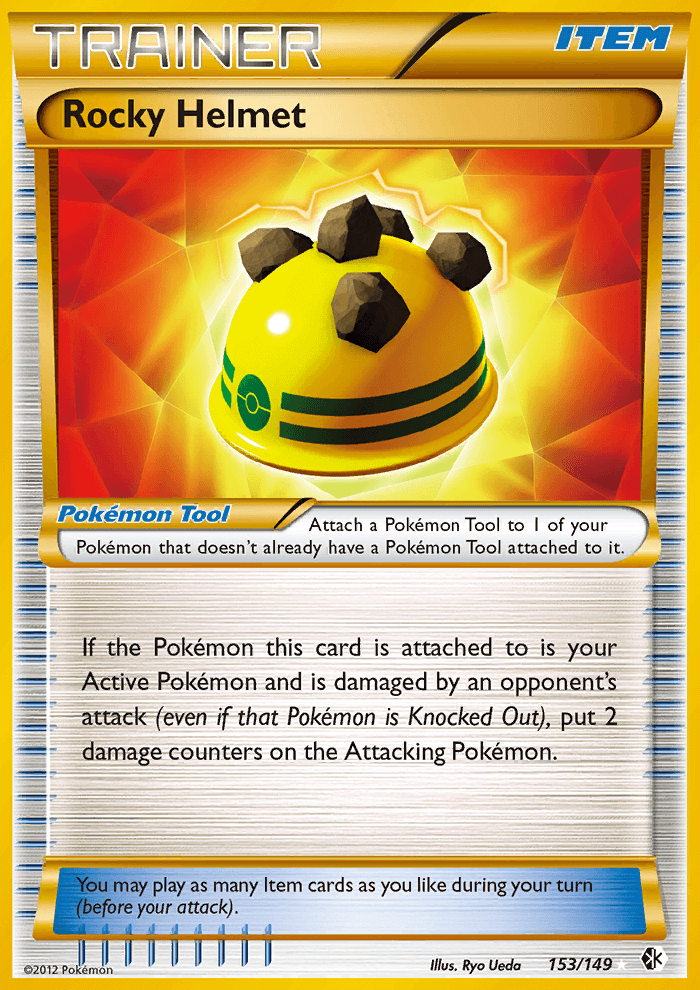 TRAINER
ITEM
Rocky Helmet
Pokémon Tool
Attach a Pokémon Tool to 1 of your
Pokémon that doesn't already have a Pokémon Tool attached to it.
If the Pokémon this card is attached to is your
Active Pokémon and is damaged by an opponent's
attack (even if that Pokémon is Knocked Out), put 2
damage counters on the Attacking Pokémon.
You may play as many Item cards as you like during your turn
(before your attack).
©2012 Pokémon
Illus. Ryo Ueda
153/149